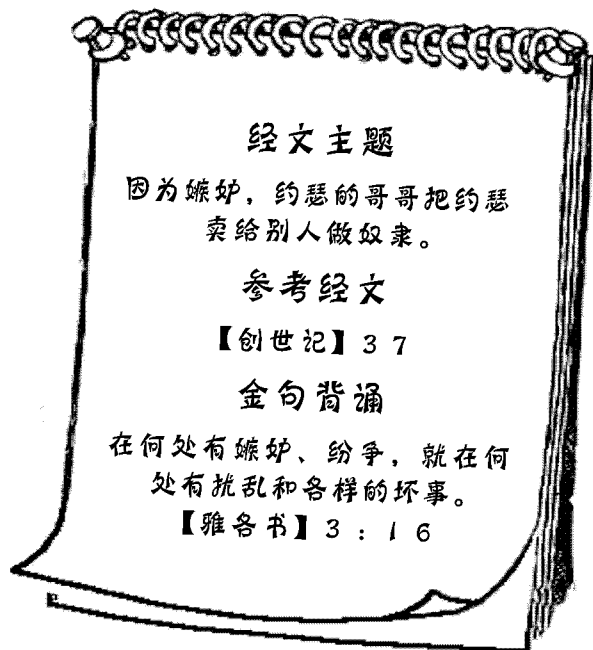 经文主题
因为嫉妒，约瑟的哥哥把约瑟
卖给别人做奴隶。
参考经文
【创世记】37
金句背诵
在何处有嫉妒、纷争，就在何
处有扰乱和各样的坏事。
【雅各书】3:16